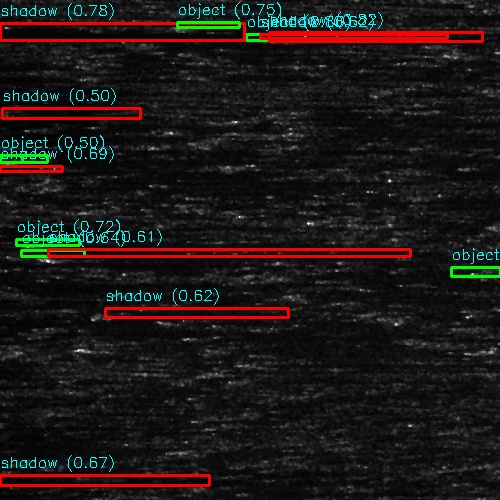 shadow (0.78)
object (0.75)
shadow (0.50)
object (0.50)
shadow (0.69)
object (0.72)
shadow (0.61)
object
shadow (0.62)
shadow (0.67)